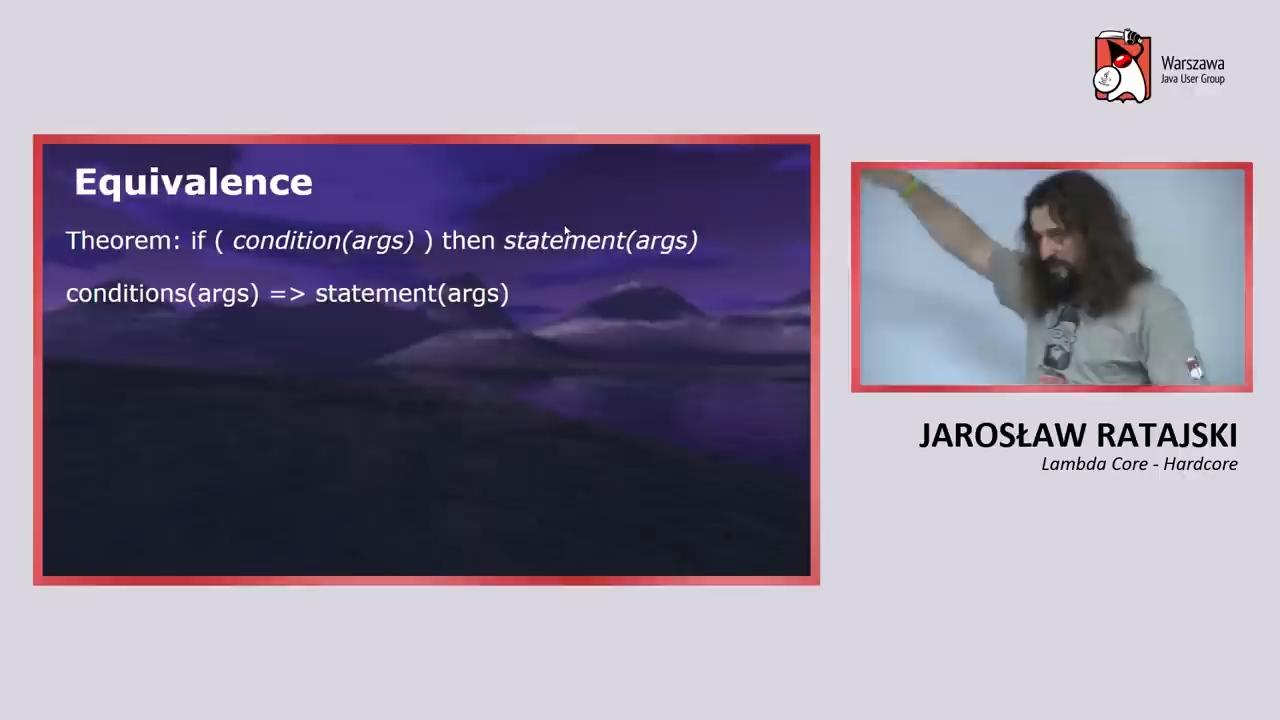 Warszawa
Java User Group
Equivalence
Theorem: if ( condition(args) ) then statement(args)
conditions(args) => statement(args)
JAROSŁAW RATAJSKI
Lambda Core - Hardcore